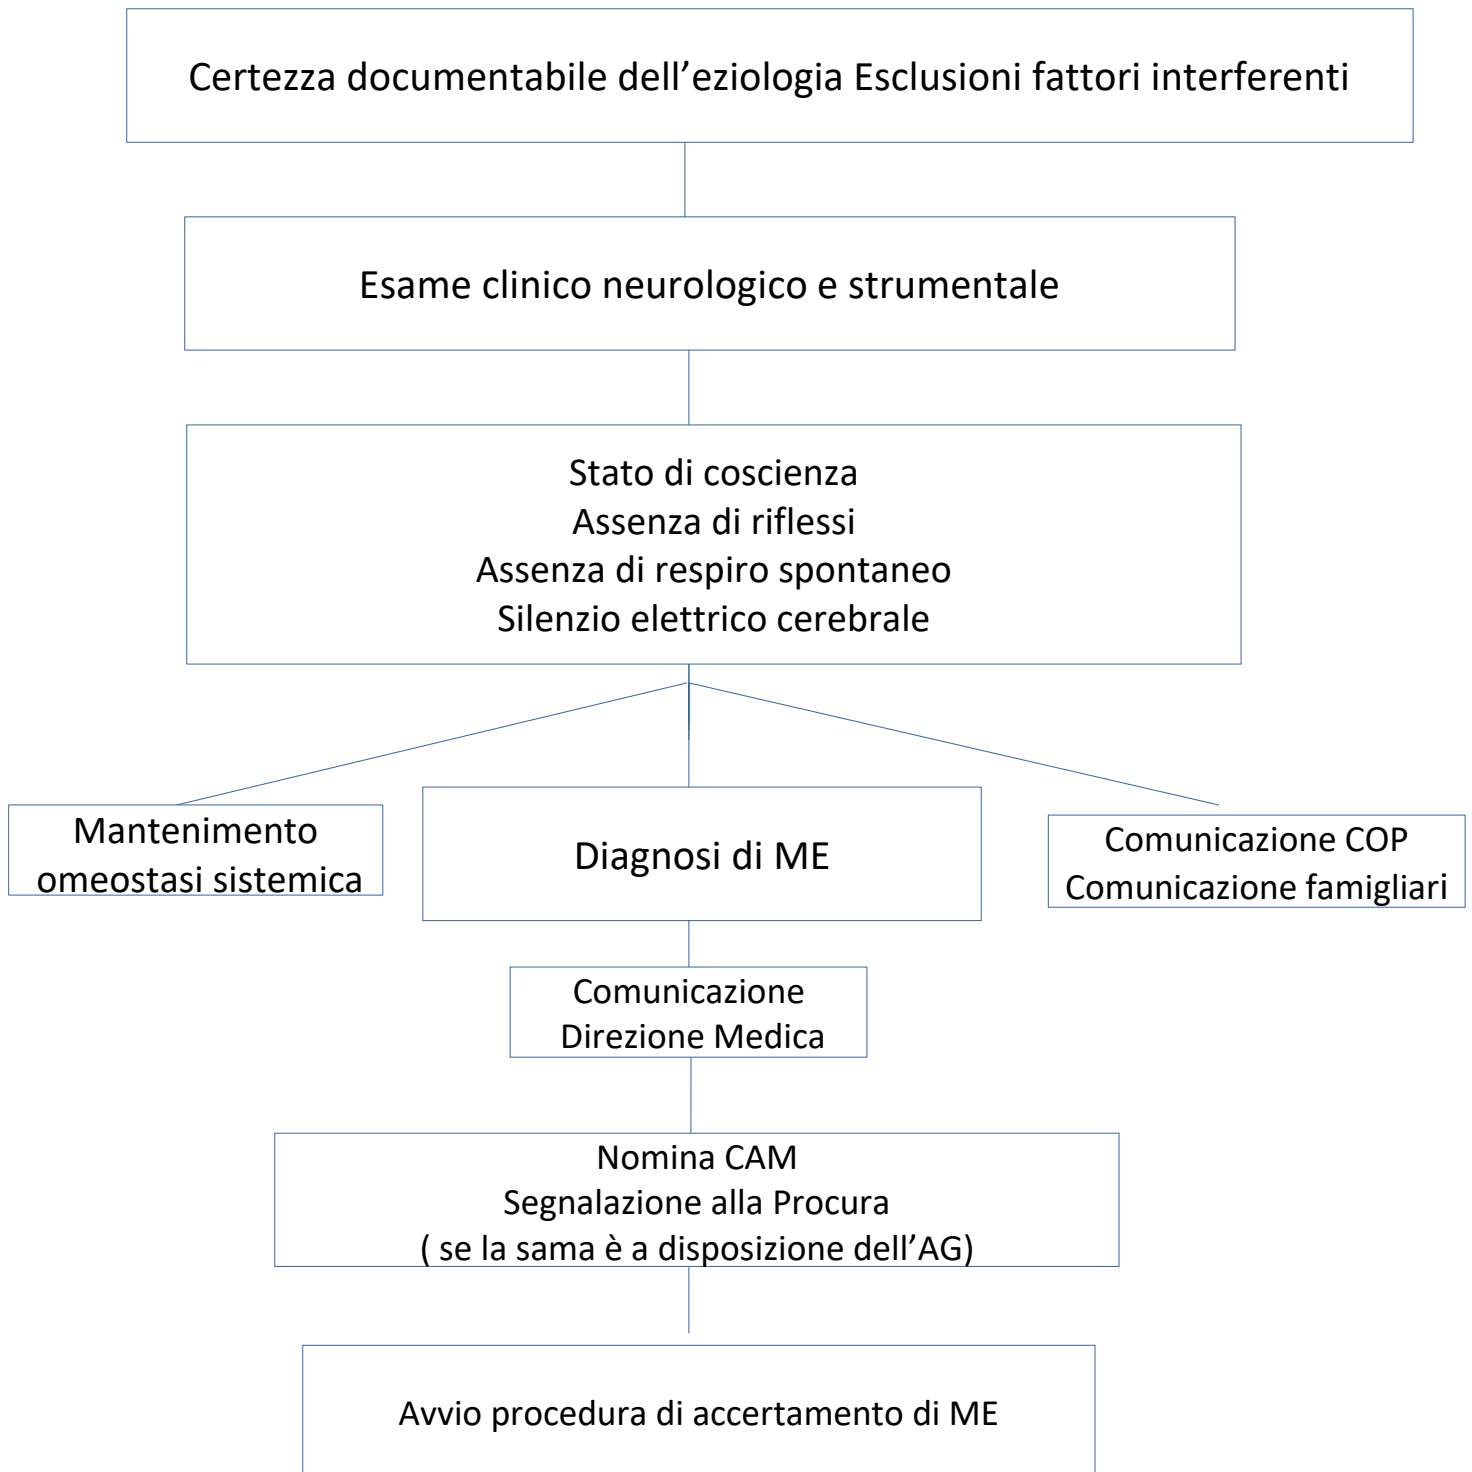 Certezza documentabile dell’eziologia Esclusioni fattori interferenti
Esame clinico neurologico e strumentale
Stato di coscienza
Assenza di riflessi
Assenza di respiro spontaneo
Silenzio elettrico cerebrale
Mantenimento
omeostasi sistemica
Diagnosi di ME
Comunicazione COP
Comunicazione famigliari
Comunicazione
Direzione Medica
Nomina CAM
Segnalazione alla Procura
( se la sama è a disposizione dell’AG)
Avvio procedura di accertamento di ME